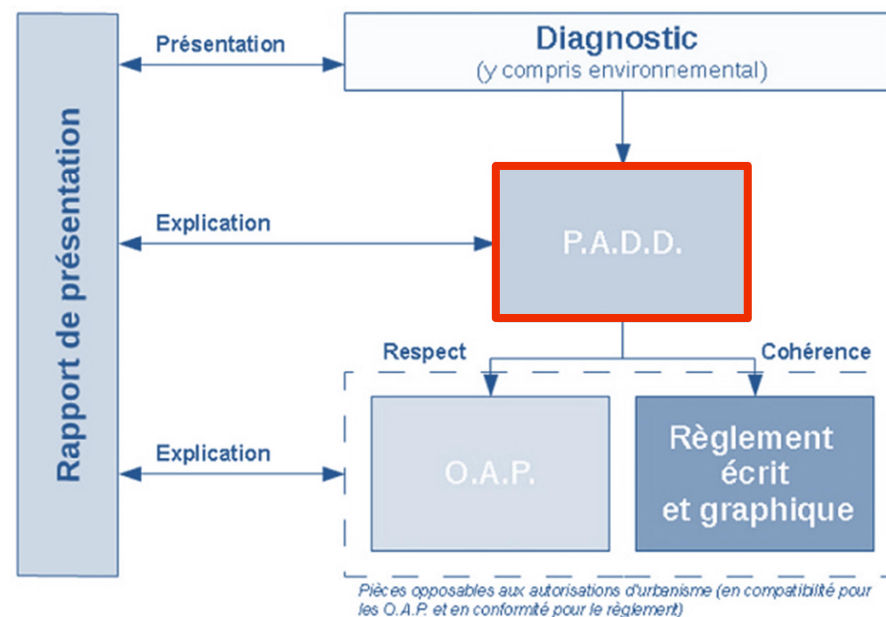 Présentation
Diagnostic
(y compris environnemental)
Rapport de présentation
Explication
P.A.D.D.
Respect
Cohérence
Explication
O.A.P.
Règlement
écrit
et graphique
Pièces opposables aux autorisations d'urbanisme (en compatibilité pour
les O.A.P. et en conformité pour le règlement)